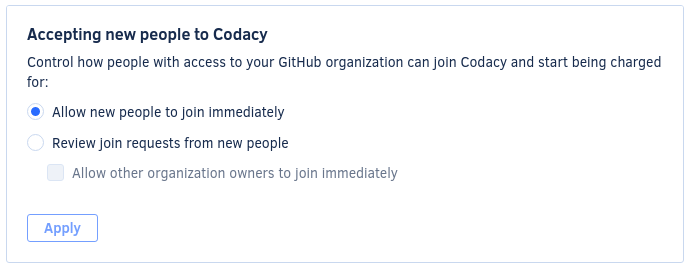 Accepting new people to Codacy
Control how people with access to your GitHub organization can join Codacy and start being charged
for:
Allow new people to join immediately
Review join requests from new people
Allow other organization owners to join immediately
Apply